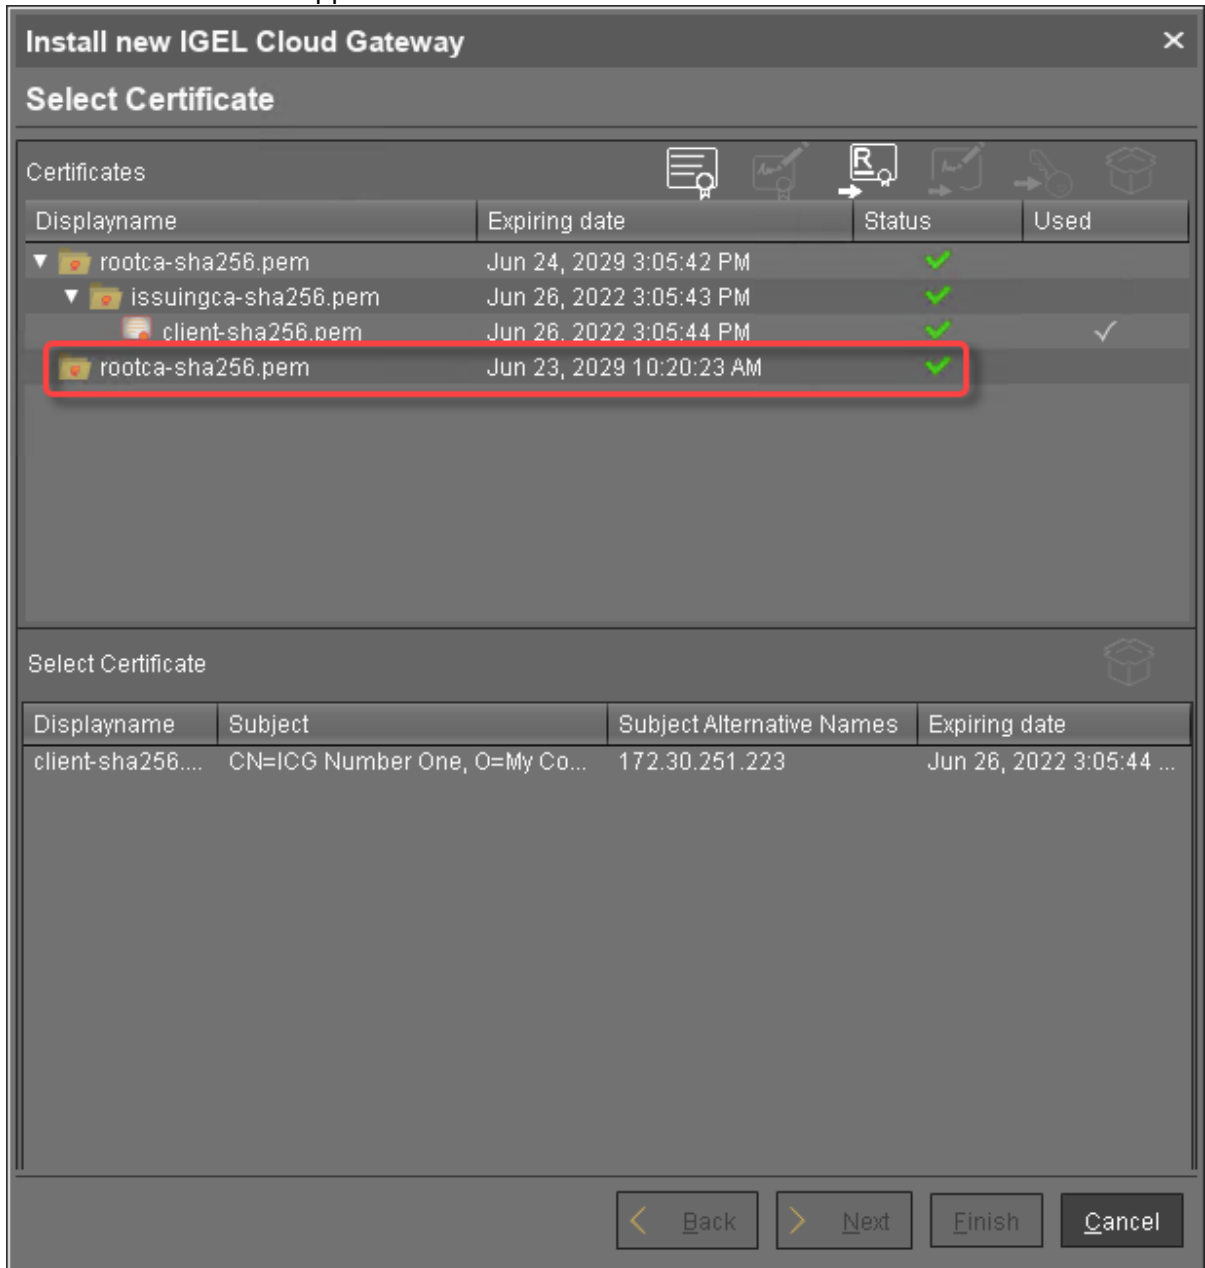 Install new IGEL Cloud Gateway
Select Certificate
Certificates
R
Displayname Expiring date Status Used
rootca-sha256.pem Jun 24, 2029 3:05:42 PM
issuingca-sha256.pem Jun 26, 2022 3:05:43 PM
client-sha256.pem Jun 26, 2022 3:05:44 PM
rootca-sha256.pem Jun 23, 2029 10:20:23 AM
Select Certificate
Displayname Subject Subject Alternative Names Expiring date
client-sha256.... CN=ICG Number One, O=My Co... 172.30.251.223 Jun 26, 2022 3:05:44 ...
Back Next Finish Cancel